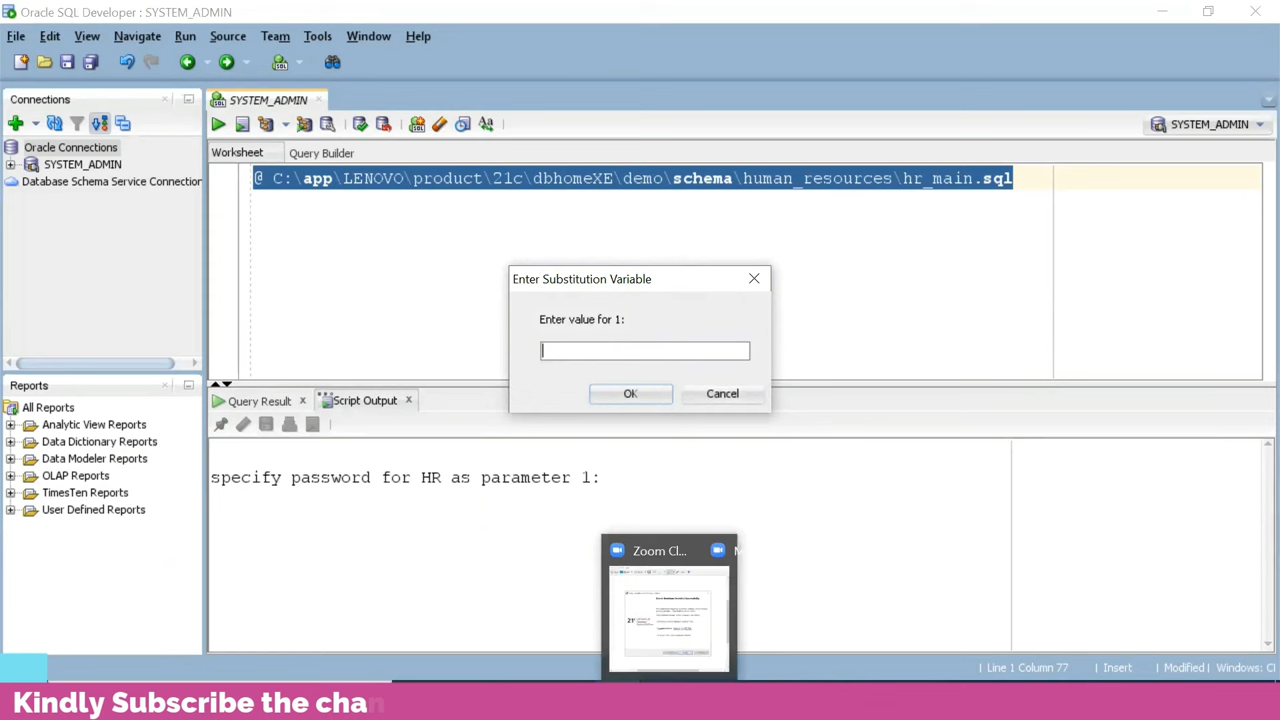 Oracle SQL Developer : SYSTEM_ADMIN
File Edit View Navigate Run Source Team Tools Window Help
Connections
SYSTEM_ADMIN
SYSTEM_ADMIN
Oracle Connections
SYSTEM_ADMIN
Database Schema Service Connection
Worksheet Query Builder
@ C:\app\LENOVO\product\21c\dbhomeXE\demo\schema\human_resources\hr_main.sql
Enter Substitution Variable
Enter value for 1:
OK Cancel
Reports
All Reports
Analytic View Reports
Data Dictionary Reports
Data Modeler Reports
OLAP Reports
TimesTen Reports
User Defined Reports
Query Result
Script Output
specify password for HR as parameter 1:
Zoom Cl...
Line 1 Column 77 Insert Modified Windows: Cl
Kindly Subscribe the chan